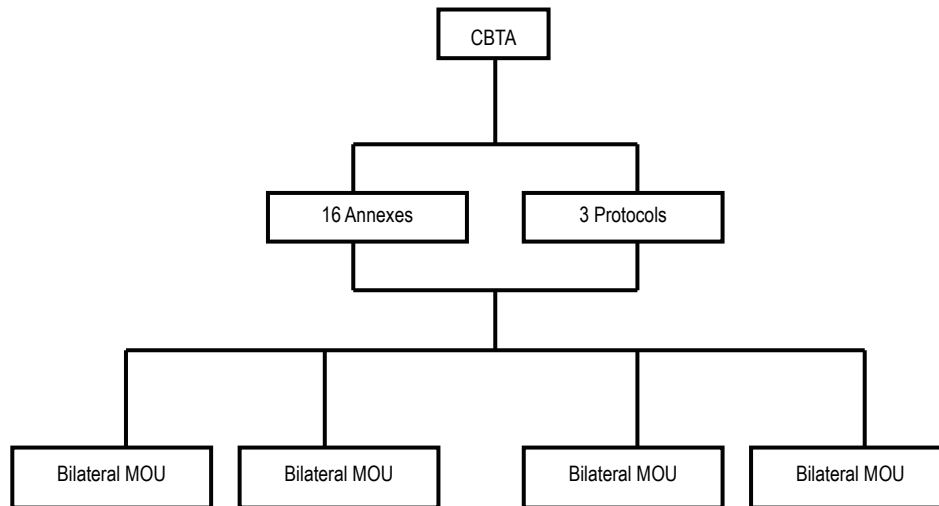 CBTA
16 Annexes
3 Protocols
Bilateral MOU
Bilateral MOU
Bilateral MOU
Bilateral MOU